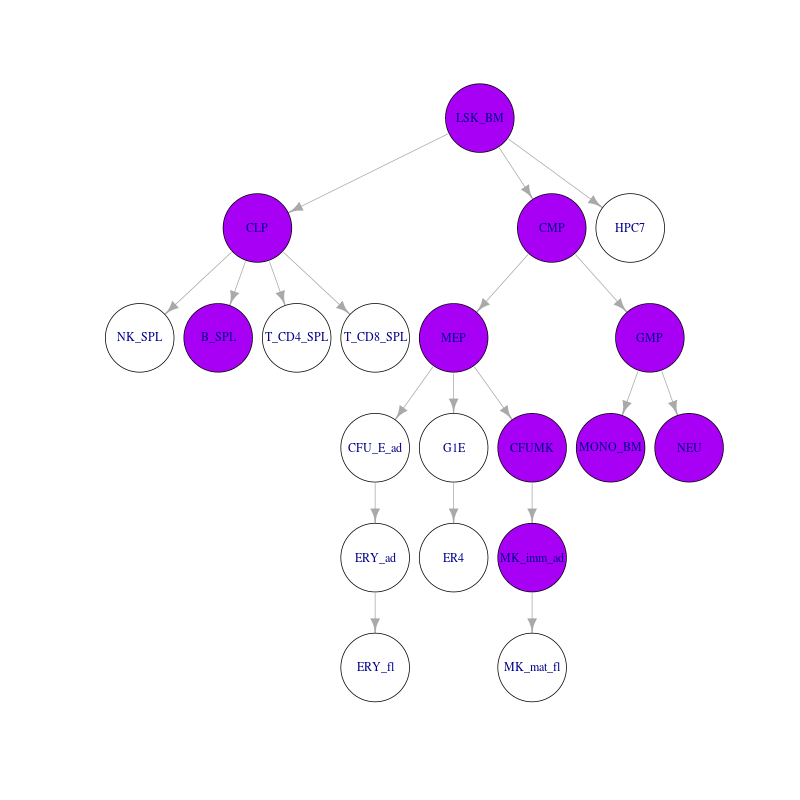 LSK_BM
CLP
CMP
HPC7
NK_SPL
B_SPL
T_CD4_SPL
T_CD8_SPL
MEP
GMP
CFU_E_ad
G1E
CFUMK
MONO_BM
NEU
ERY_ad
ER4
MK_imm_ad
ERY_fl
MK_mat_fl